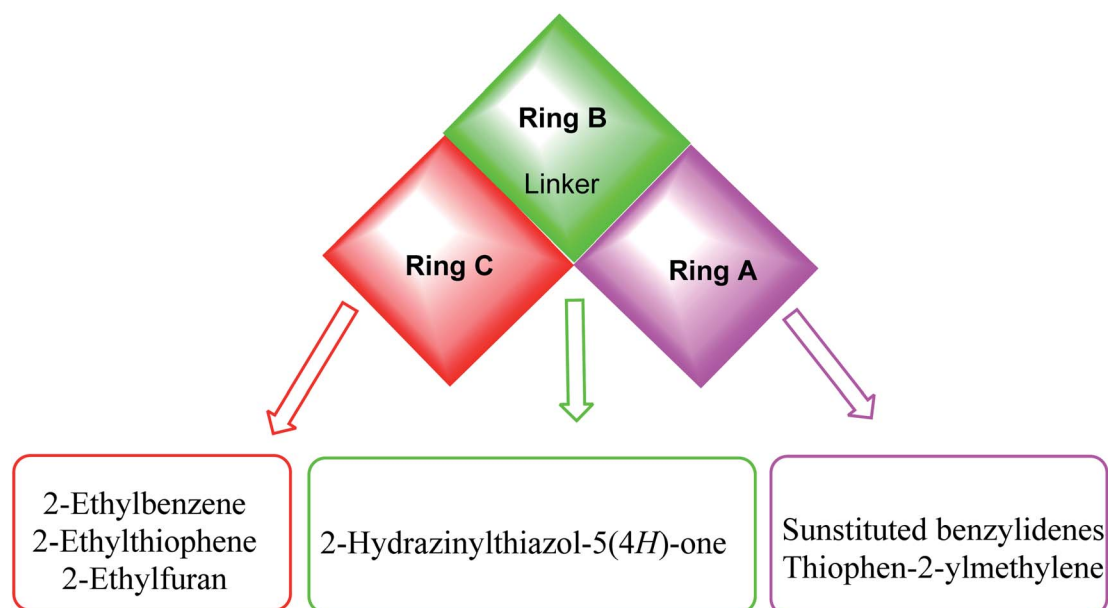 Ring B
Linker
Ring C
Ring A
2-Ethylbenzene
2-Ethylthiophene
2-Ethylfuran
2-Hydrazinylthiazol-5(4H)-one
Sunstituted benzylidenes
Thiophen-2-ylmethylene